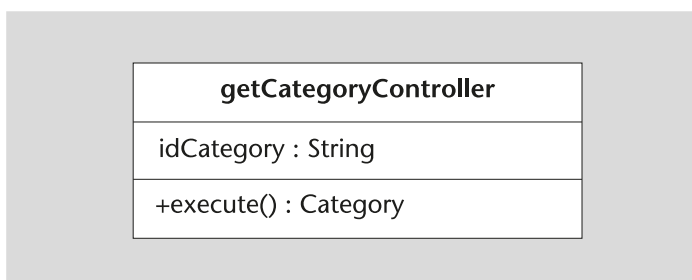 getCategoryController
idCategory : String
+execute() : Category